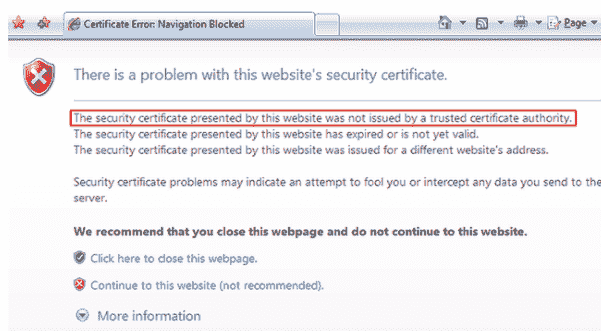 Certificate Error: Navigation Blocked
Page
There is a problem with this website's security certificate.
The security certificate presented by this website was not issued by a trusted certificate authority.
The security certificate presented by this website has expired or is not yet valid.
The security certificate presented by this website was issued for a different website's address.
Security certificate problems may indicate an attempt to fool you or intercept any data you send to the
server.
We recommend that you close this webpage and do not continue to this website.
Click here to close this webpage.
Continue to this website (not recommended).
More information